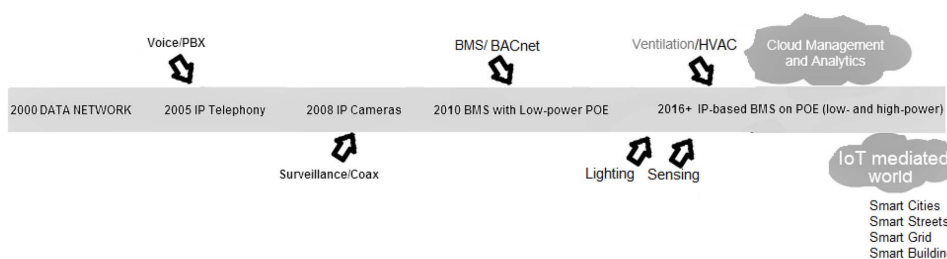 Voice/PBX
BMS/ BACnet
Ventilation/HVAC
Cloud Management
and Analytics
2000 DATA NETWORK
2005 IP Telephony
2008 IP Cameras
2010 BMS with Low-power POE
2016+ IP-based BMS on POE (low- and high-power)
Surveillance/Coax
Lighting
Sensing
IoT mediated
world
Smart Cities
Smart Streets
Smart Grid
Smart Buildin